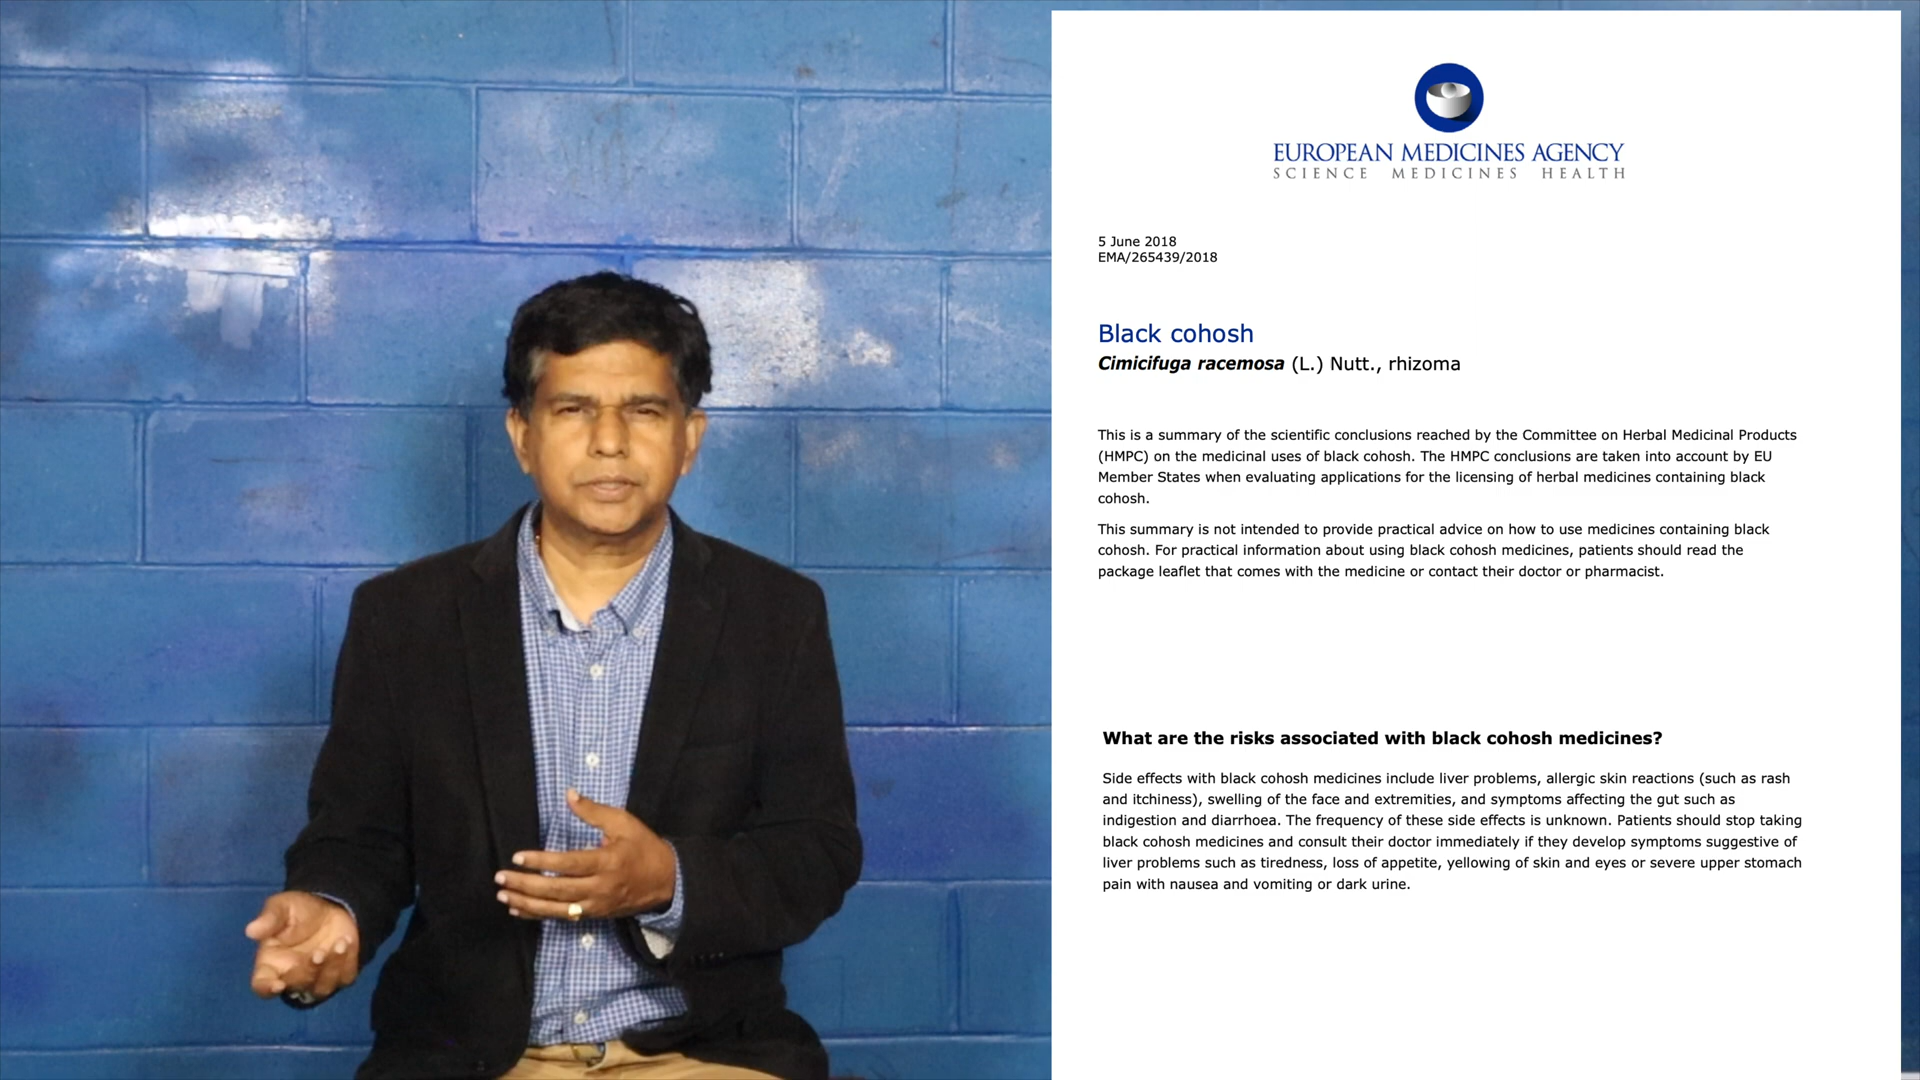 EUROPEAN MEDICINES AGENCY
SCIENCE MEDICINES HEALTH
5 June 2018
EMA/265439/2018
Black cohosh
Cimicifuga racemosa (L.) Nutt., rhizoma
This is a summary of the scientific conclusions reached by the Committee on Herbal Medicinal Products
(HMPC) on the medicinal uses of black cohosh. The HMPC conclusions are taken into account by EU
Member States when evaluating applications for the licensing of herbal medicines containing black
cohosh.
This summary is not intended to provide practical advice on how to use medicines containing black
cohosh. For practical information about using black cohosh medicines, patients should read the
package leaflet that comes with the medicine or contact their doctor or pharmacist.
What are the risks associated with black cohosh medicines?
Side effects with black cohosh medicines include liver problems, allergic skin reactions (such as rash
and itchiness), swelling of the face and extremities, and symptoms affecting the gut such as
indigestion and diarrhoea. The frequency of these side effects is unknown. Patients should stop taking
black cohosh medicines and consult their doctor immediately if they develop symptoms suggestive of
liver problems such as tiredness, loss of appetite, yellowing of skin and eyes or severe upper stomach
pain with nausea and vomiting or dark urine.